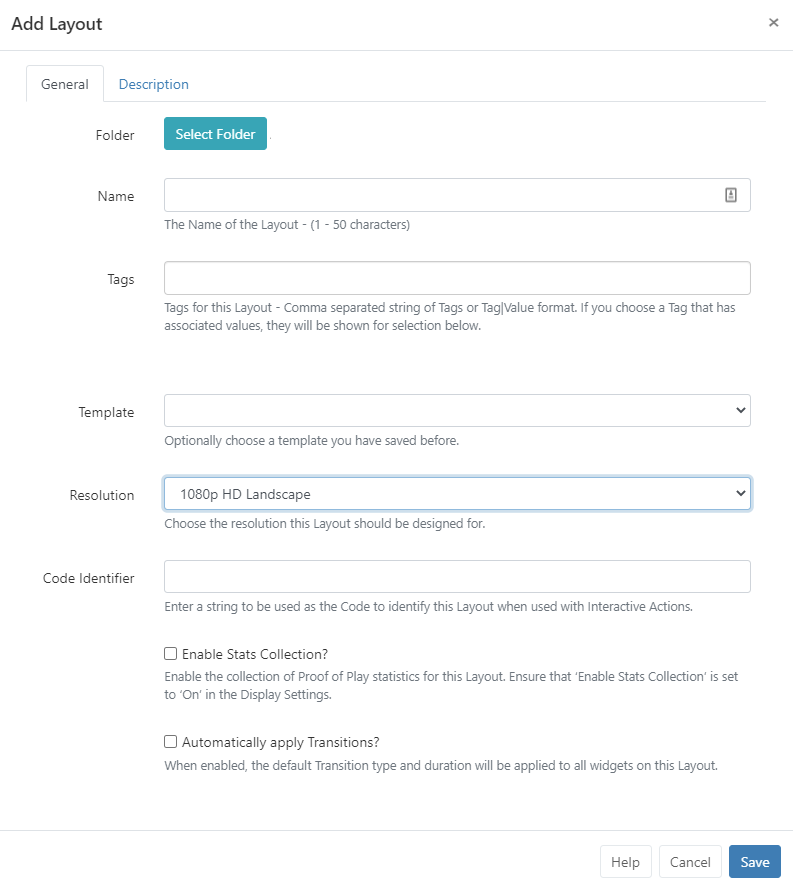 Add Layout ×
General Description
Folder Select Folder
Name
The Name of the Layout - (1 - 50 characters)
Tags
Tags for this Layout - Comma separated string of Tags or Tag|Value format. If you choose a Tag that has
associated values, they will be shown for selection below.
Template
Optionally choose a template you have saved before.
Resolution 1080p HD Landscape
Choose the resolution this Layout should be designed for.
Code Identifier
Enter a string to be used as the Code to identify this Layout when used with Interactive Actions.
Enable Stats Collection?
Enable the collection of Proof of Play statistics for this Layout. Ensure that ‘Enable Stats Collection’ is set
to ‘On’ in the Display Settings.
Automatically apply Transitions?
When enabled, the default Transition type and duration will be applied to all widgets on this Layout.
Help Cancel Save